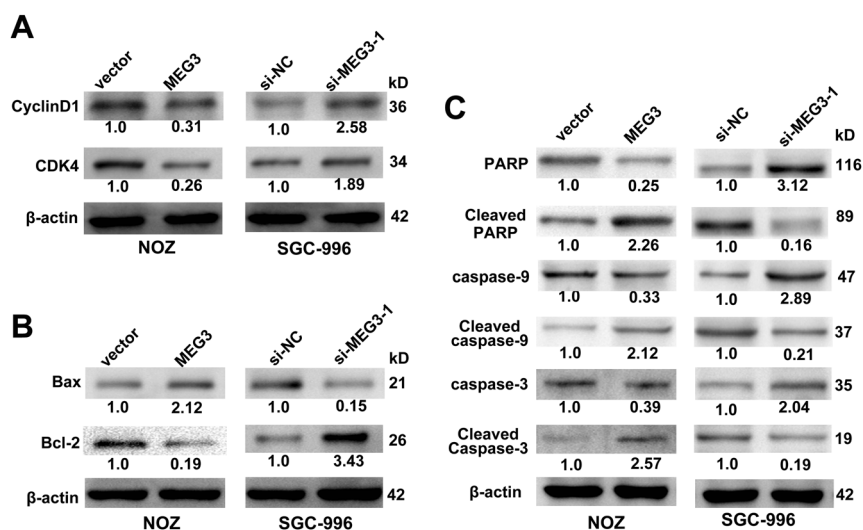 A
vector MEG3 si-NC si-MEG3-1 kD
CyclinD1 36
1.0 0.31 1.0 2.58
CDK4 34
1.0 0.26 1.0 1.89
β-actin 42
NOZ SGC-996
B
vector MEG3 si-NC si-MEG3-1 kD
Bax 21
1.0 2.12 1.0 0.15
Bcl-2 26
1.0 0.19 1.0 3.43
β-actin 42
NOZ SGC-996
C
vector MEG3 si-NC si-MEG3-1 kD
PARP 116
1.0 0.25 1.0 3.12
Cleaved
PARP 89
1.0 2.26 1.0 0.16
caspase-9 47
1.0 0.33 1.0 2.89
Cleaved
caspase-9 37
1.0 2.12 1.0 0.21
caspase-3 35
1.0 0.39 1.0 2.04
Cleaved
Caspase-3 19
1.0 2.57 1.0 0.19
β-actin 42
NOZ SGC-996